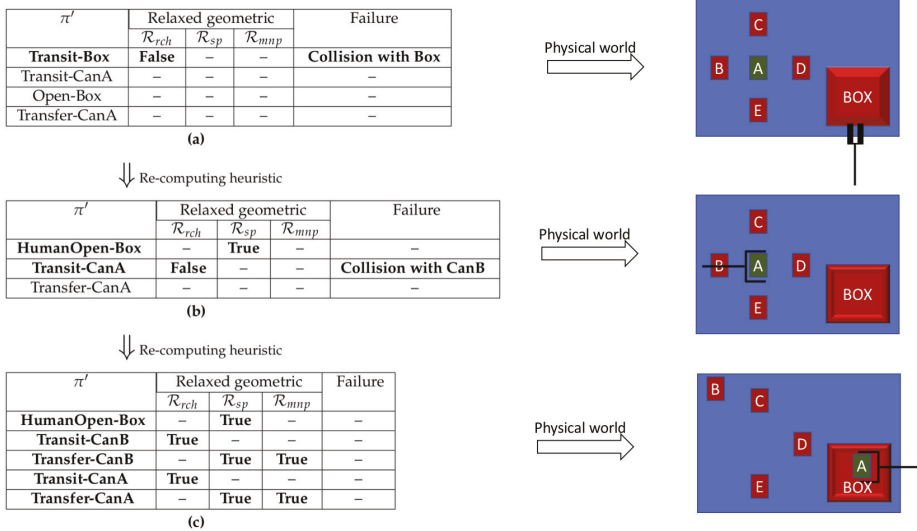 π′ Relaxed geometric Failure
ℛrch ℛsp ℛmnp
Transit-Box False – – Collision with Box
Transit-CanA – – – –
Open-Box – – – –
Transfer-CanA – – – –
(a)
Physical world
C
B A D
E
BOX
Re-computing heuristic
π′ Relaxed geometric Failure
ℛrch ℛsp ℛmnp
HumanOpen-Box – True – –
Transit-CanA False – – Collision with CanB
Transfer-CanA – – – –
(b)
Physical world
C
B A D
E
BOX
Re-computing heuristic
π′ Relaxed geometric Failure
ℛrch ℛsp ℛmnp
HumanOpen-Box – True – –
Transit-CanB True – – –
Transfer-CanB – True True –
Transit-CanA True – – –
Transfer-CanA – True True –
(c)
Physical world
B
C
D
A
E
BOX